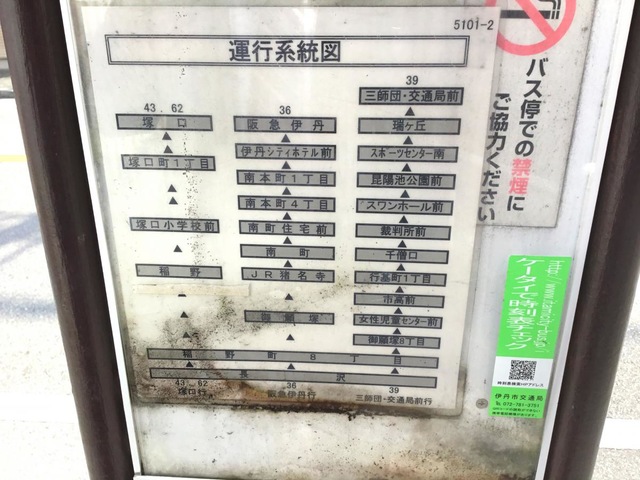 5101-2
運行系統図
43.62
塚口
塚口町1丁目
塚口小学校前
稲野
36
阪急伊丹
伊丹シティホテル前
南本町1丁目
南本町4丁目
南町住宅前
南町
JR猪名寺
御願塚
39
三師団・交通局前
瑞ケ丘
スポーツセンター南
昆陽池公園前
スワンホール前
裁判所前
千僧口
行基町1丁目
市高前
女性児童センター前
御願塚8丁目
稲野町8丁目
長沢
43.62
塚口行
36
阪急伊丹行
39
三師団・交通局前行
バス停での禁煙に
ご協力ください
ケータイで時刻表チェック
伊丹市交通局